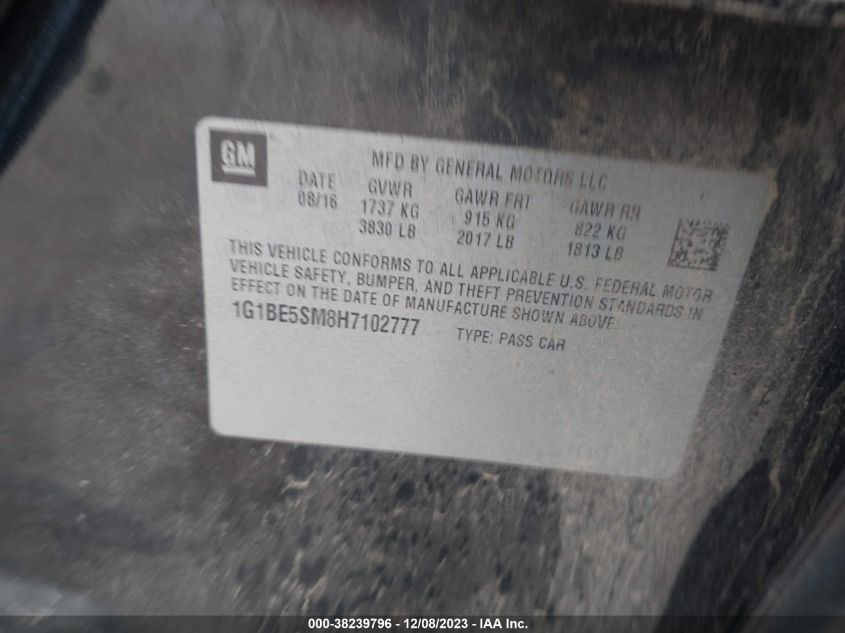 GM
MFD BY GENERAL MOTORS LLC
DATE GVWR GAWR FRT GAWR RR
08/16 1737 KG 915 KG 822 KG
3830 LB 2017 LB 1813 LB
THIS VEHICLE CONFORMS TO ALL APPLICABLE U.S. FEDERAL MOTOR
VEHICLE SAFETY, BUMPER, AND THEFT PREVENTION STANDARDS IN
EFFECT ON THE DATE OF MANUFACTURE SHOWN ABOVE.
1G1BE5SM8H7102777 TYPE: PASS CAR
000-38239796 - 12/08/2023 - IAA Inc.